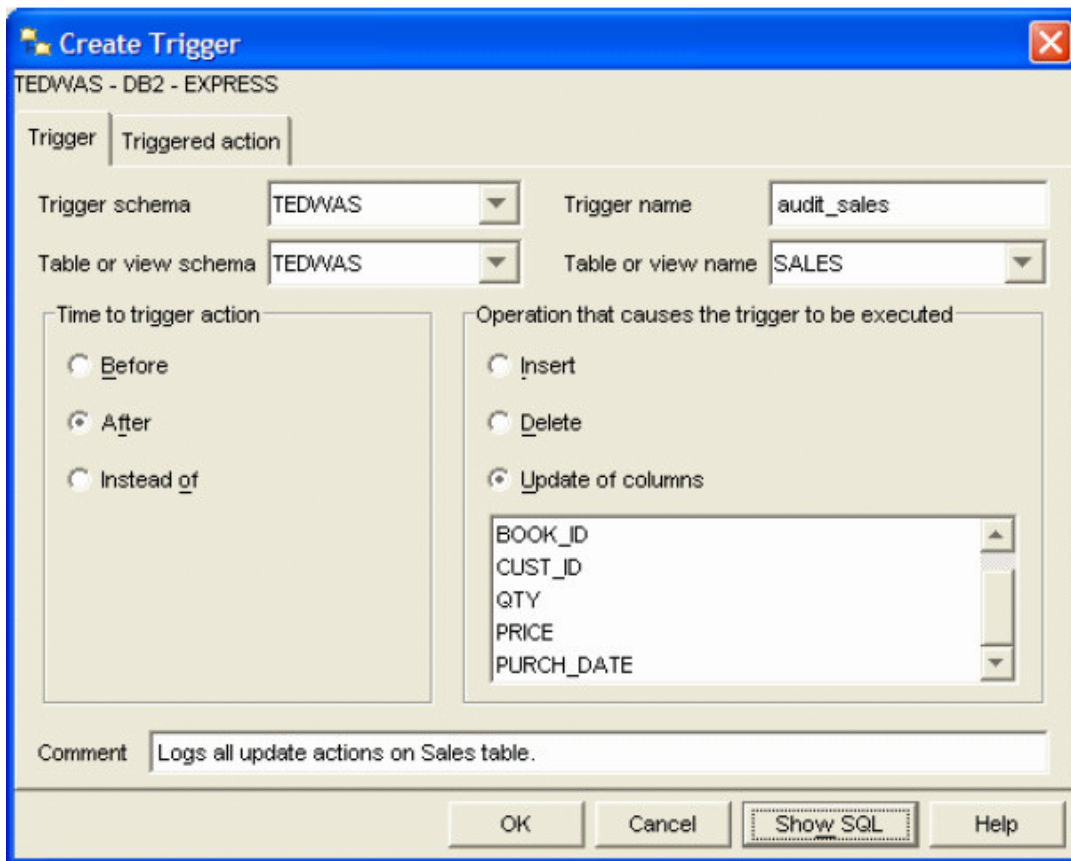 Create Trigger
TEDWAS - DB2 - EXPRESS
Trigger
Triggered action
Trigger schema
TEDWAS
Trigger name
audit_sales
Table or view schema
TEDWAS
Table or view name
SALES
Time to trigger action
Before
After
Instead of
Operation that causes the trigger to be executed
Insert
Delete
Update of columns
BOOK_ID
CUST_ID
QTY
PRICE
PURCH_DATE
Comment
Logs all update actions on Sales table.
OK
Cancel
Show SQL
Help